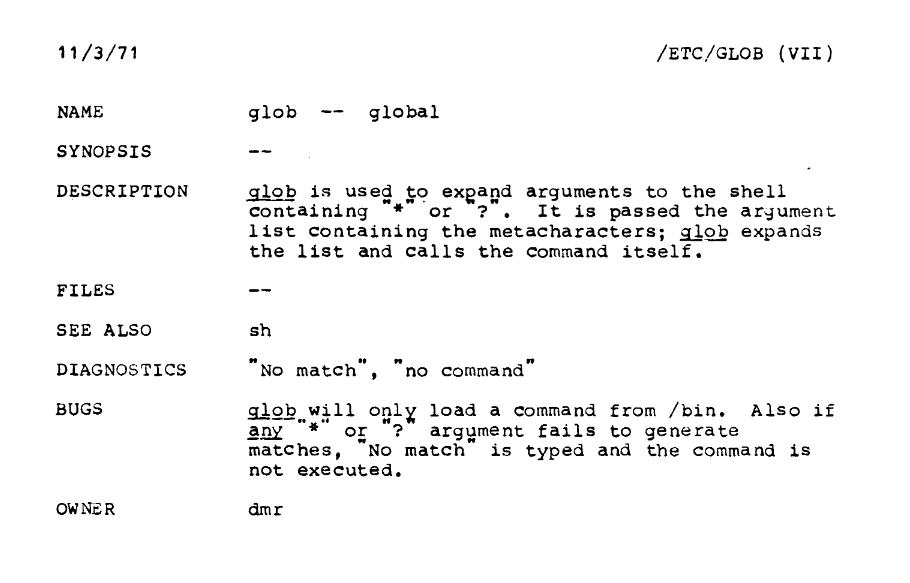 11/3/71 /ETC/GLOB (VII)
NAME glob -- global
SYNOPSIS --
DESCRIPTION glob is used to expand arguments to the shell
containing "*" or "?". It is passed the argument
list containing the metacharacters; glob expands
the list and calls the command itself.
FILES --
SEE ALSO sh
DIAGNOSTICS "No match", "no command"
BUGS glob will only load a command from /bin. Also if
any "*" or "?" argument fails to generate
matches, "No match" is typed and the command is
not executed.
OWNER dmr